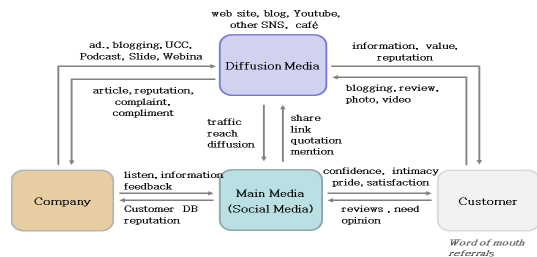 web site, blog, Youtube,
other SNS, café
ad., blogging, UCC,
Podcast, Slide, Webina
Diffusion Media
information, value,
reputation
article, reputation,
complaint,
compliment
blogging, review,
photo, video
traffic
reach
diffusion
share
link
quotation
mention
listen, information
feedback
confidence, intimacy
pride, satisfaction
Company
Main Media
(Social Media)
Customer
Customer DB
reputation
reviews , need
opinion
Word of mouth
referrals